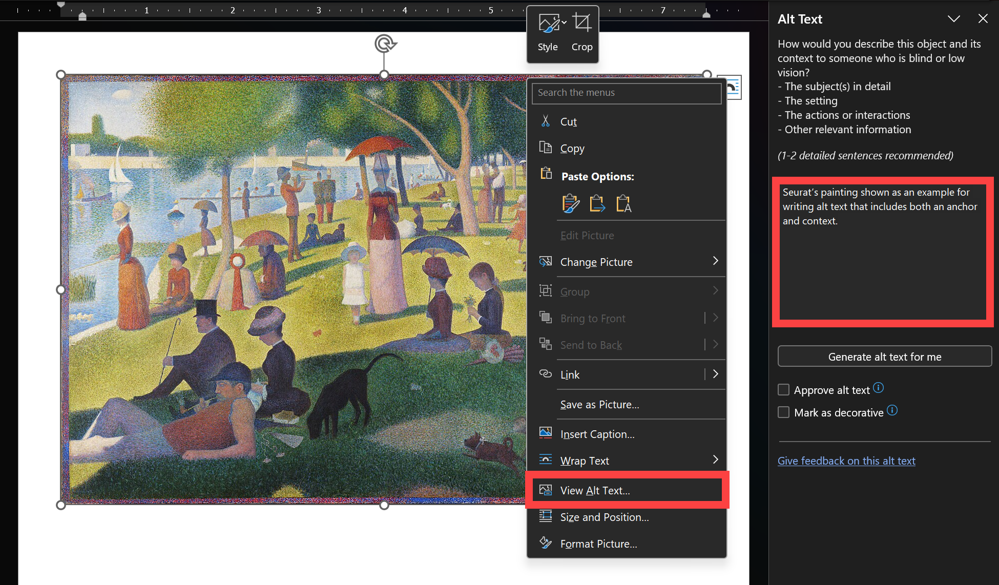 1 2 3 4 5 7
Style Crop
Search the menus
Cut
Copy
Paste Options:
Edit Picture
Change Picture
Group
Bring to Front
Send to Back
Link
Save as Picture...
Insert Caption...
Wrap Text
View Alt Text...
Size and Position...
Format Picture...
Alt Text
How would you describe this object and its
context to someone who is blind or low
vision?
- The subject(s) in detail
- The setting
- The actions or interactions
- Other relevant information
(1-2 detailed sentences recommended)
Seurat’s painting shown as an example for
writing alt text that includes both an anchor
and context.
Generate alt text for me
Approve alt text
Mark as decorative
Give feedback on this alt text